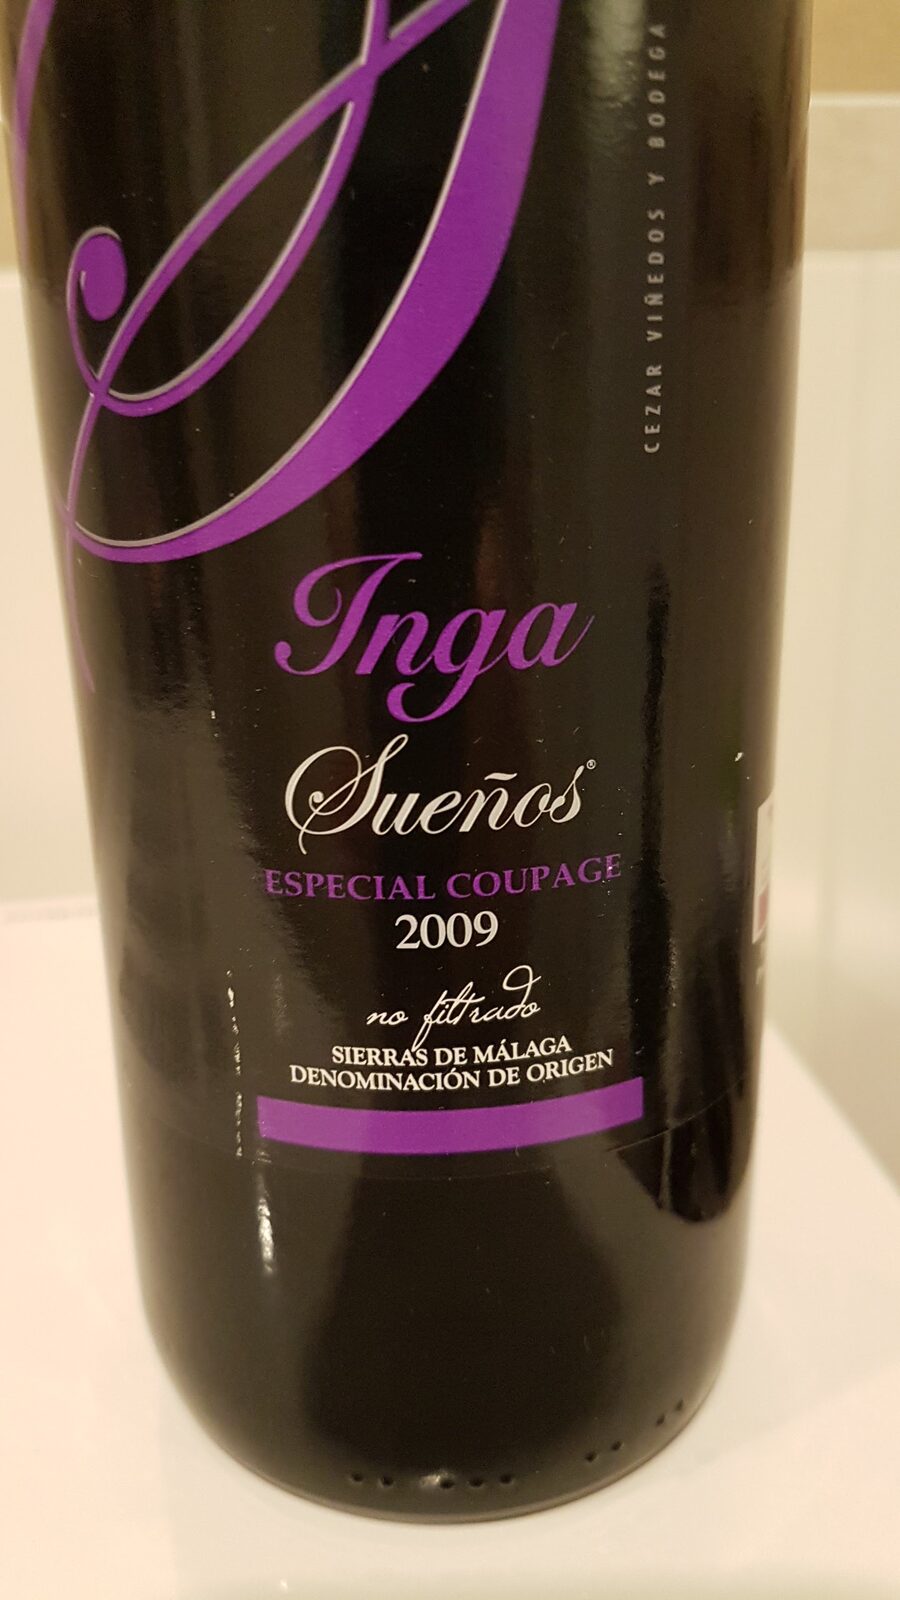 CEZAR VIÑEDOS Y BODEGA
Inga
Sueños®
ESPECIAL COUPAGE
2009
no filtrado
SIERRAS DE MÁLAGA
DENOMINACIÓN DE ORIGEN